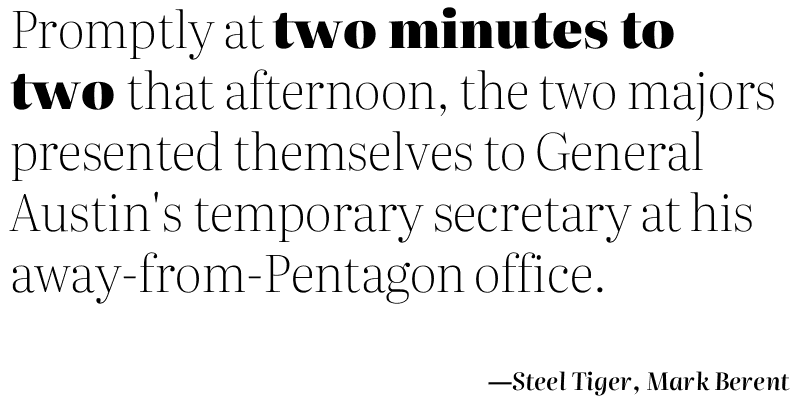 Promptly at two minutes to
two that afternoon, the two majors
presented themselves to General
Austin's temporary secretary at his
away-from-Pentagon office.
—Steel Tiger, Mark Berent